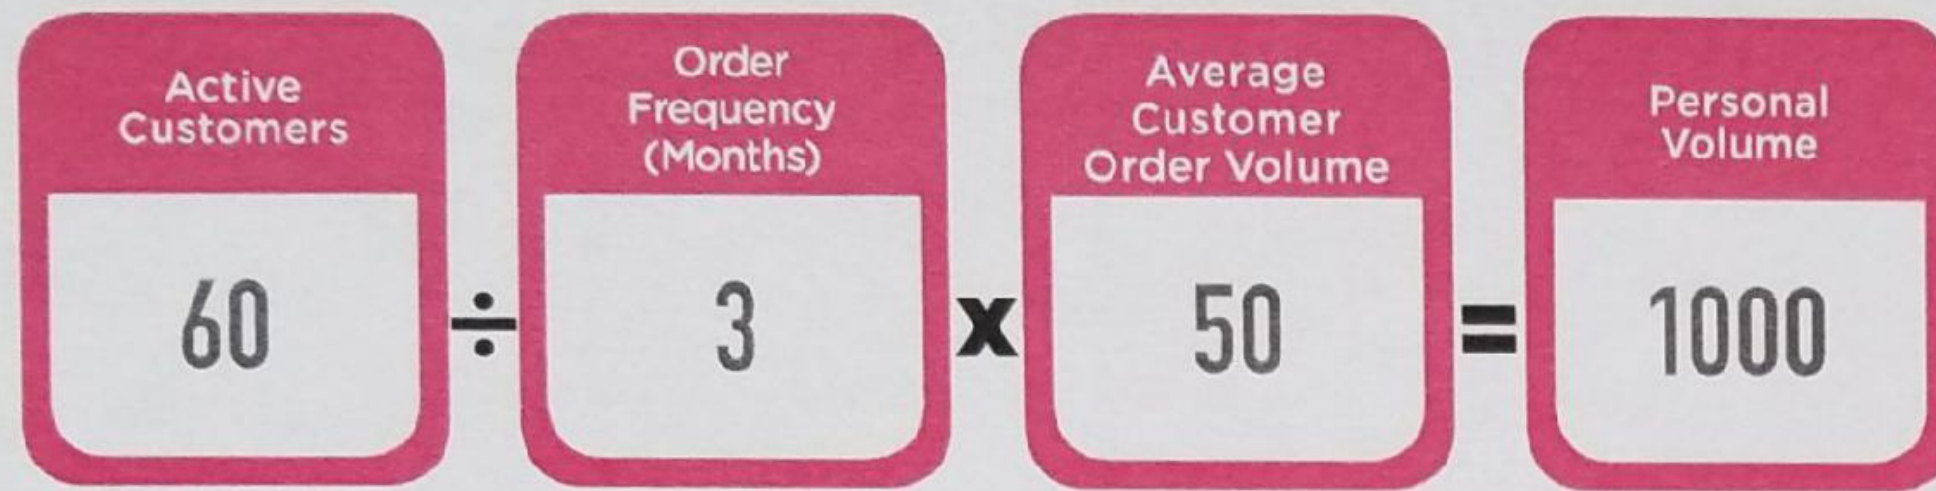 Active
Customers
Order
Frequency
(Months)
Average
Customer
Order Volume
Personal
Volume
60 ÷ 3 x 50 = 1000